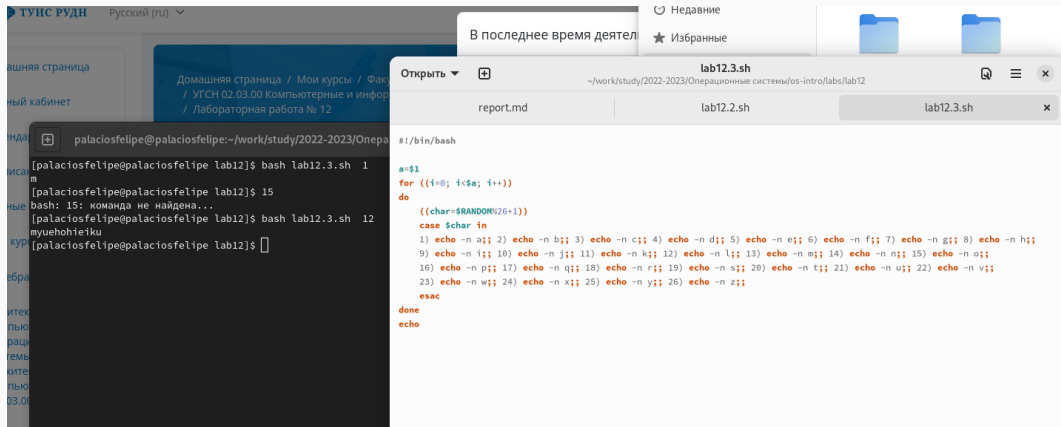 ТУИС РУДН
Русский (ru)
Недавние
Избранные
В последнее время
Домашняя страница / Мои курсы /
/ УГСН 02.03.00 Компьютерные и
/ Лабораторная работа № 12
страница
кабинет
palaciosfelipe@palaciosfelipe:~/work/study/2022-2023/
[palaciosfelipe@palaciosfelipe lab12]$ bash lab12.3.sh 1
m
[palaciosfelipe@palaciosfelipe lab12]$ 15
bash: 15: команда не найдена...
[palaciosfelipe@palaciosfelipe lab12]$ bash lab12.3.sh 12
myuehohieiku
[palaciosfelipe@palaciosfelipe lab12]$
Открыть
lab12.3.sh
~/work/study/2022-2023/Операционные системы/os-intro/labs/lab12
report.md
lab12.2.sh
lab12.3.sh
#!/bin/bash
a=$1
for ((i=0; i<$a; i++))
do
((char=$RANDOM%26+1))
case $char in
1) echo -n a;; 2) echo -n b;; 3) echo -n c;; 4) echo -n d;; 5) echo -n e;; 6) echo -n f;; 7) echo -n g;; 8) echo -n h;;
9) echo -n i;; 10) echo -n j;; 11) echo -n k;; 12) echo -n l;; 13) echo -n m;; 14) echo -n n;; 15) echo -n o;;
16) echo -n p;; 17) echo -n q;; 18) echo -n r;; 19) echo -n s;; 20) echo -n t;; 21) echo -n u;; 22) echo -n v;;
23) echo -n w;; 24) echo -n x;; 25) echo -n y;; 26) echo -n z;;
esac
done
echo